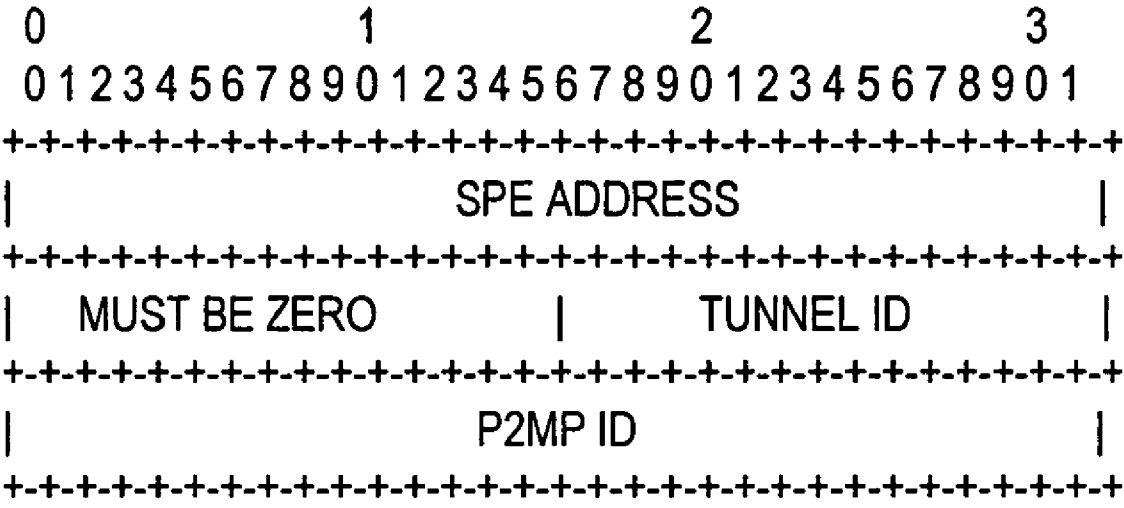 0 1 2 3
0 1 2 3 4 5 6 7 8 9 0 1 2 3 4 5 6 7 8 9 0 1 2 3 4 5 6 7 8 9 0 1
+-+-+-+-+-+-+-+-+-+-+-+-+-+-+-+-+-+-+-+-+-+-+-+-+-+-+-+-+-+-+-+
| SPE ADDRESS |
+-+-+-+-+-+-+-+-+-+-+-+-+-+-+-+-+-+-+-+-+-+-+-+-+-+-+-+-+-+-+-+
| MUST BE ZERO | TUNNEL ID |
+-+-+-+-+-+-+-+-+-+-+-+-+-+-+-+-+-+-+-+-+-+-+-+-+-+-+-+-+-+-+-+
| P2MP ID |
+-+-+-+-+-+-+-+-+-+-+-+-+-+-+-+-+-+-+-+-+-+-+-+-+-+-+-+-+-+-+-+